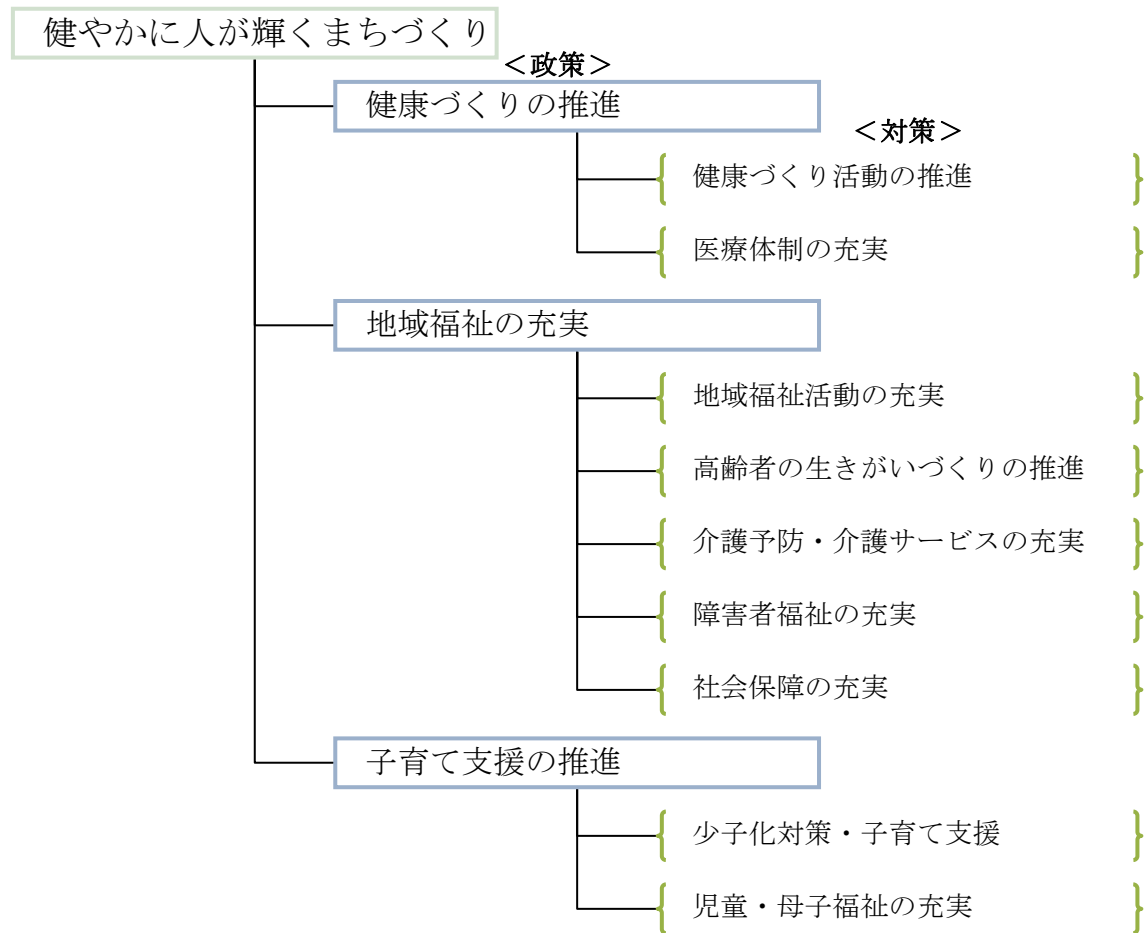 健やかに人が輝くまちづくり
＜政策＞
健康づくりの推進
＜対策＞
健康づくり活動の推進
医療体制の充実
地域福祉の充実
地域福祉活動の充実
高齢者の生きがいづくりの推進
介護予防・介護サービスの充実
障害者福祉の充実
社会保障の充実
子育て支援の推進
少子化対策・子育て支援
児童・母子福祉の充実